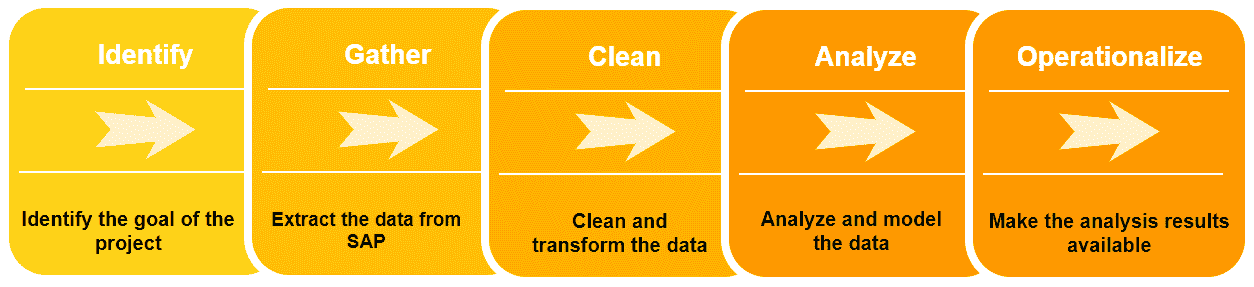 Identify
Gather
Clean
Analyze
Operationalize
Identify the goal of the
project
Extract the data from
SAP
Clean and
transform the data
Analyze and model
the data
Make the analysis results
available